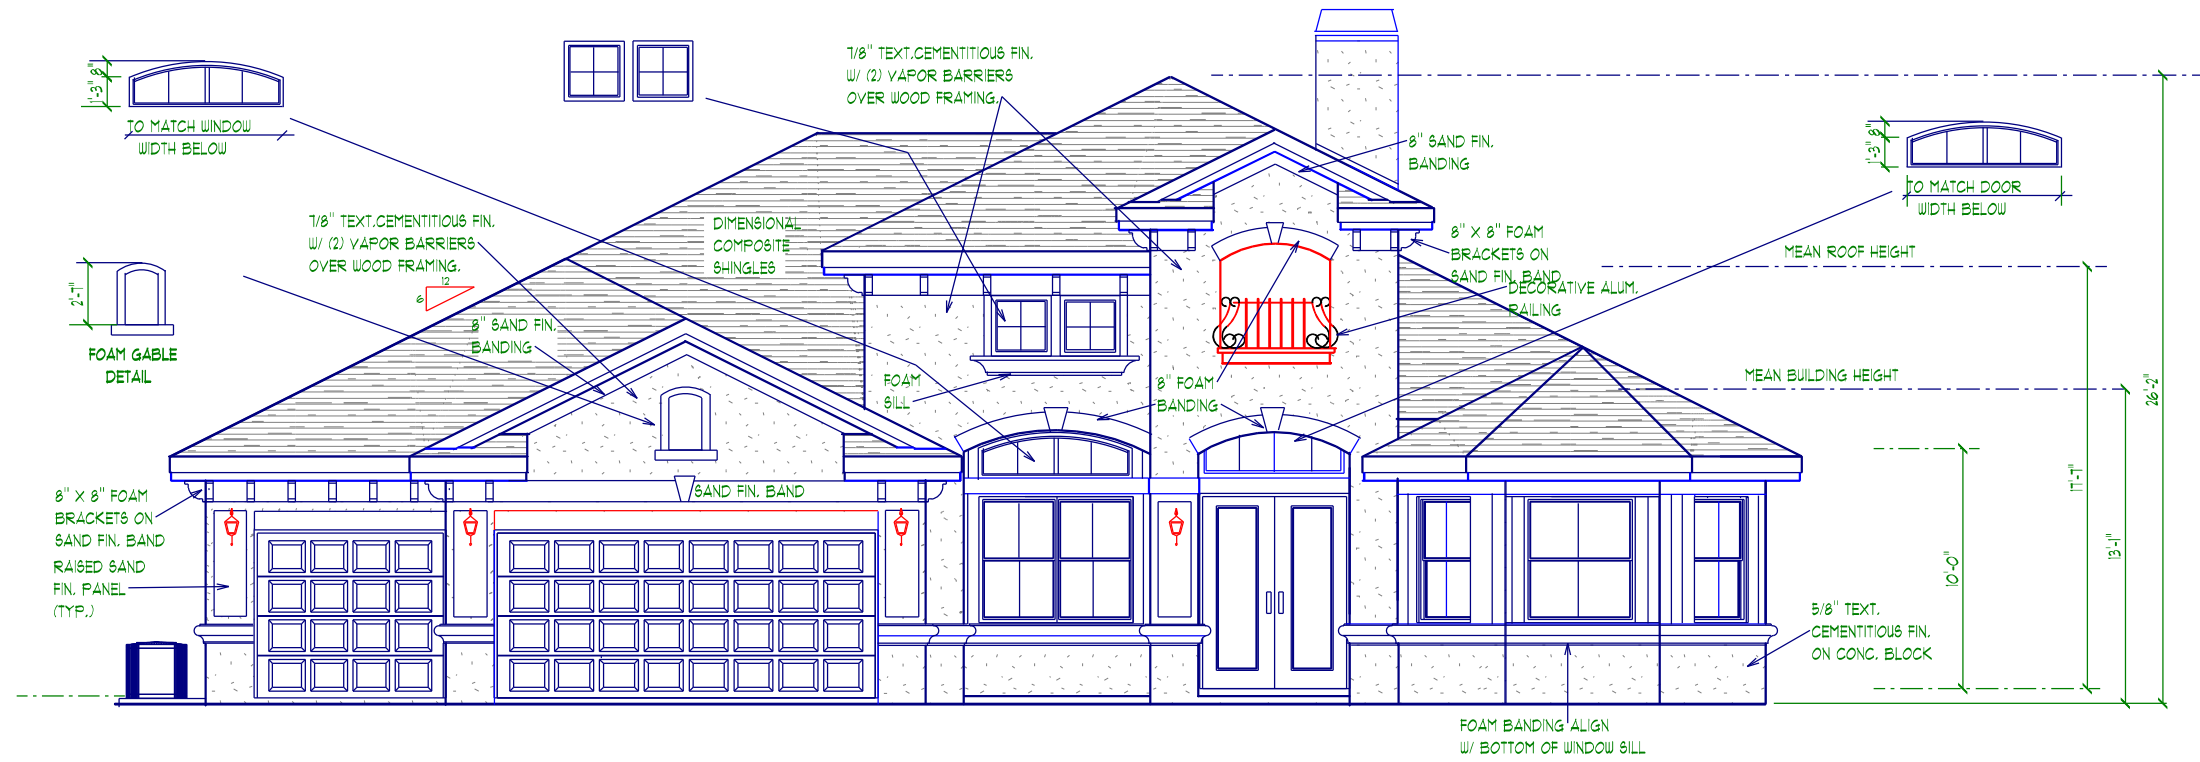 1'-3"
8"
TO MATCH WINDOW
WIDTH BELOW
7/8" TEXT.CEMENTITIOUS FIN.
W/ (2) VAPOR BARRIERS
OVER WOOD FRAMING.
8" SAND FIN.
BANDING
1'-3"
8"
TO MATCH DOOR
WIDTH BELOW
7/8" TEXT.CEMENTITIOUS FIN.
W/ (2) VAPOR BARRIERS
OVER WOOD FRAMING.
DIMENSIONAL
COMPOSITE
SHINGLES
8" X 8" FOAM
BRACKETS ON
SAND FIN. BAND
DECORATIVE ALUM.
RAILING
MEAN ROOF HEIGHT
2'-7"
FOAM GABLE
DETAIL
12
6
8" SAND FIN.
BANDING
FOAM
SILL
8" FOAM
BANDING
MEAN BUILDING HEIGHT
26'-2"
17'-7"
13'-1"
10'-0"
8" X 8" FOAM
BRACKETS ON
SAND FIN. BAND
SAND FIN. BAND
RAISED SAND
FIN. PANEL
(TYP.)
5/8" TEXT.
CEMENTITIOUS FIN.
ON CONC. BLOCK
FOAM BANDING ALIGN
W/ BOTTOM OF WINDOW SILL